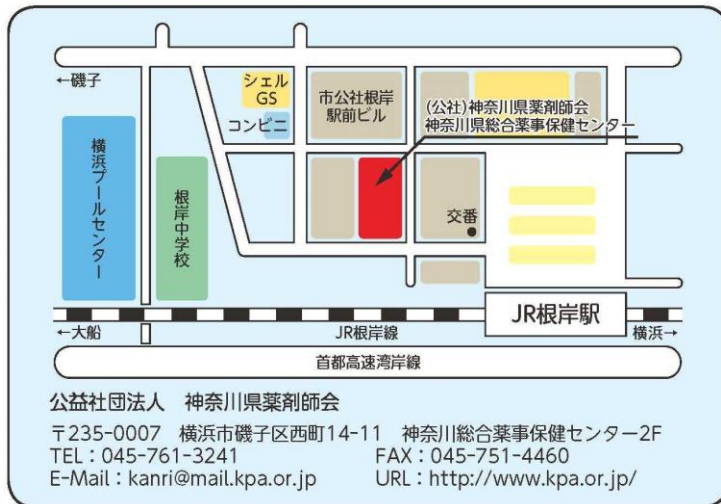 ←磯子
シェル
GS
コンビニ
市公社根岸
駅前ビル
(公社)神奈川県薬剤師会
神奈川県総合薬事保健センター
横浜プールセンター
根岸中学校
交番
JR根岸駅
←大船
JR根岸線
横浜→
首都高速湾岸線
公益社団法人　神奈川県薬剤師会
〒235-0007　横浜市磯子区西町14-11　神奈川総合薬事保健センター2F
TEL：045-761-3241　FAX：045-751-4460
E-Mail：kanri@mail.kpa.or.jp　URL：http://www.kpa.or.jp/